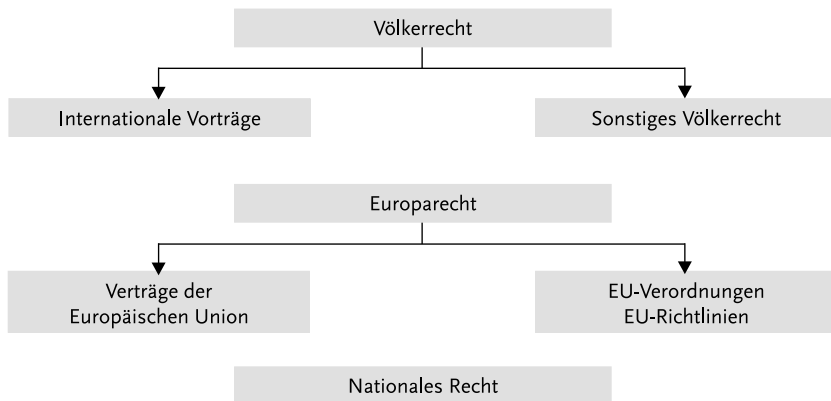 Völkerrecht
Internationale Vorträge
Sonstiges Völkerrecht
Europarecht
Verträge der
Europäischen Union
EU-Verordnungen
EU-Richtlinien
Nationales Recht